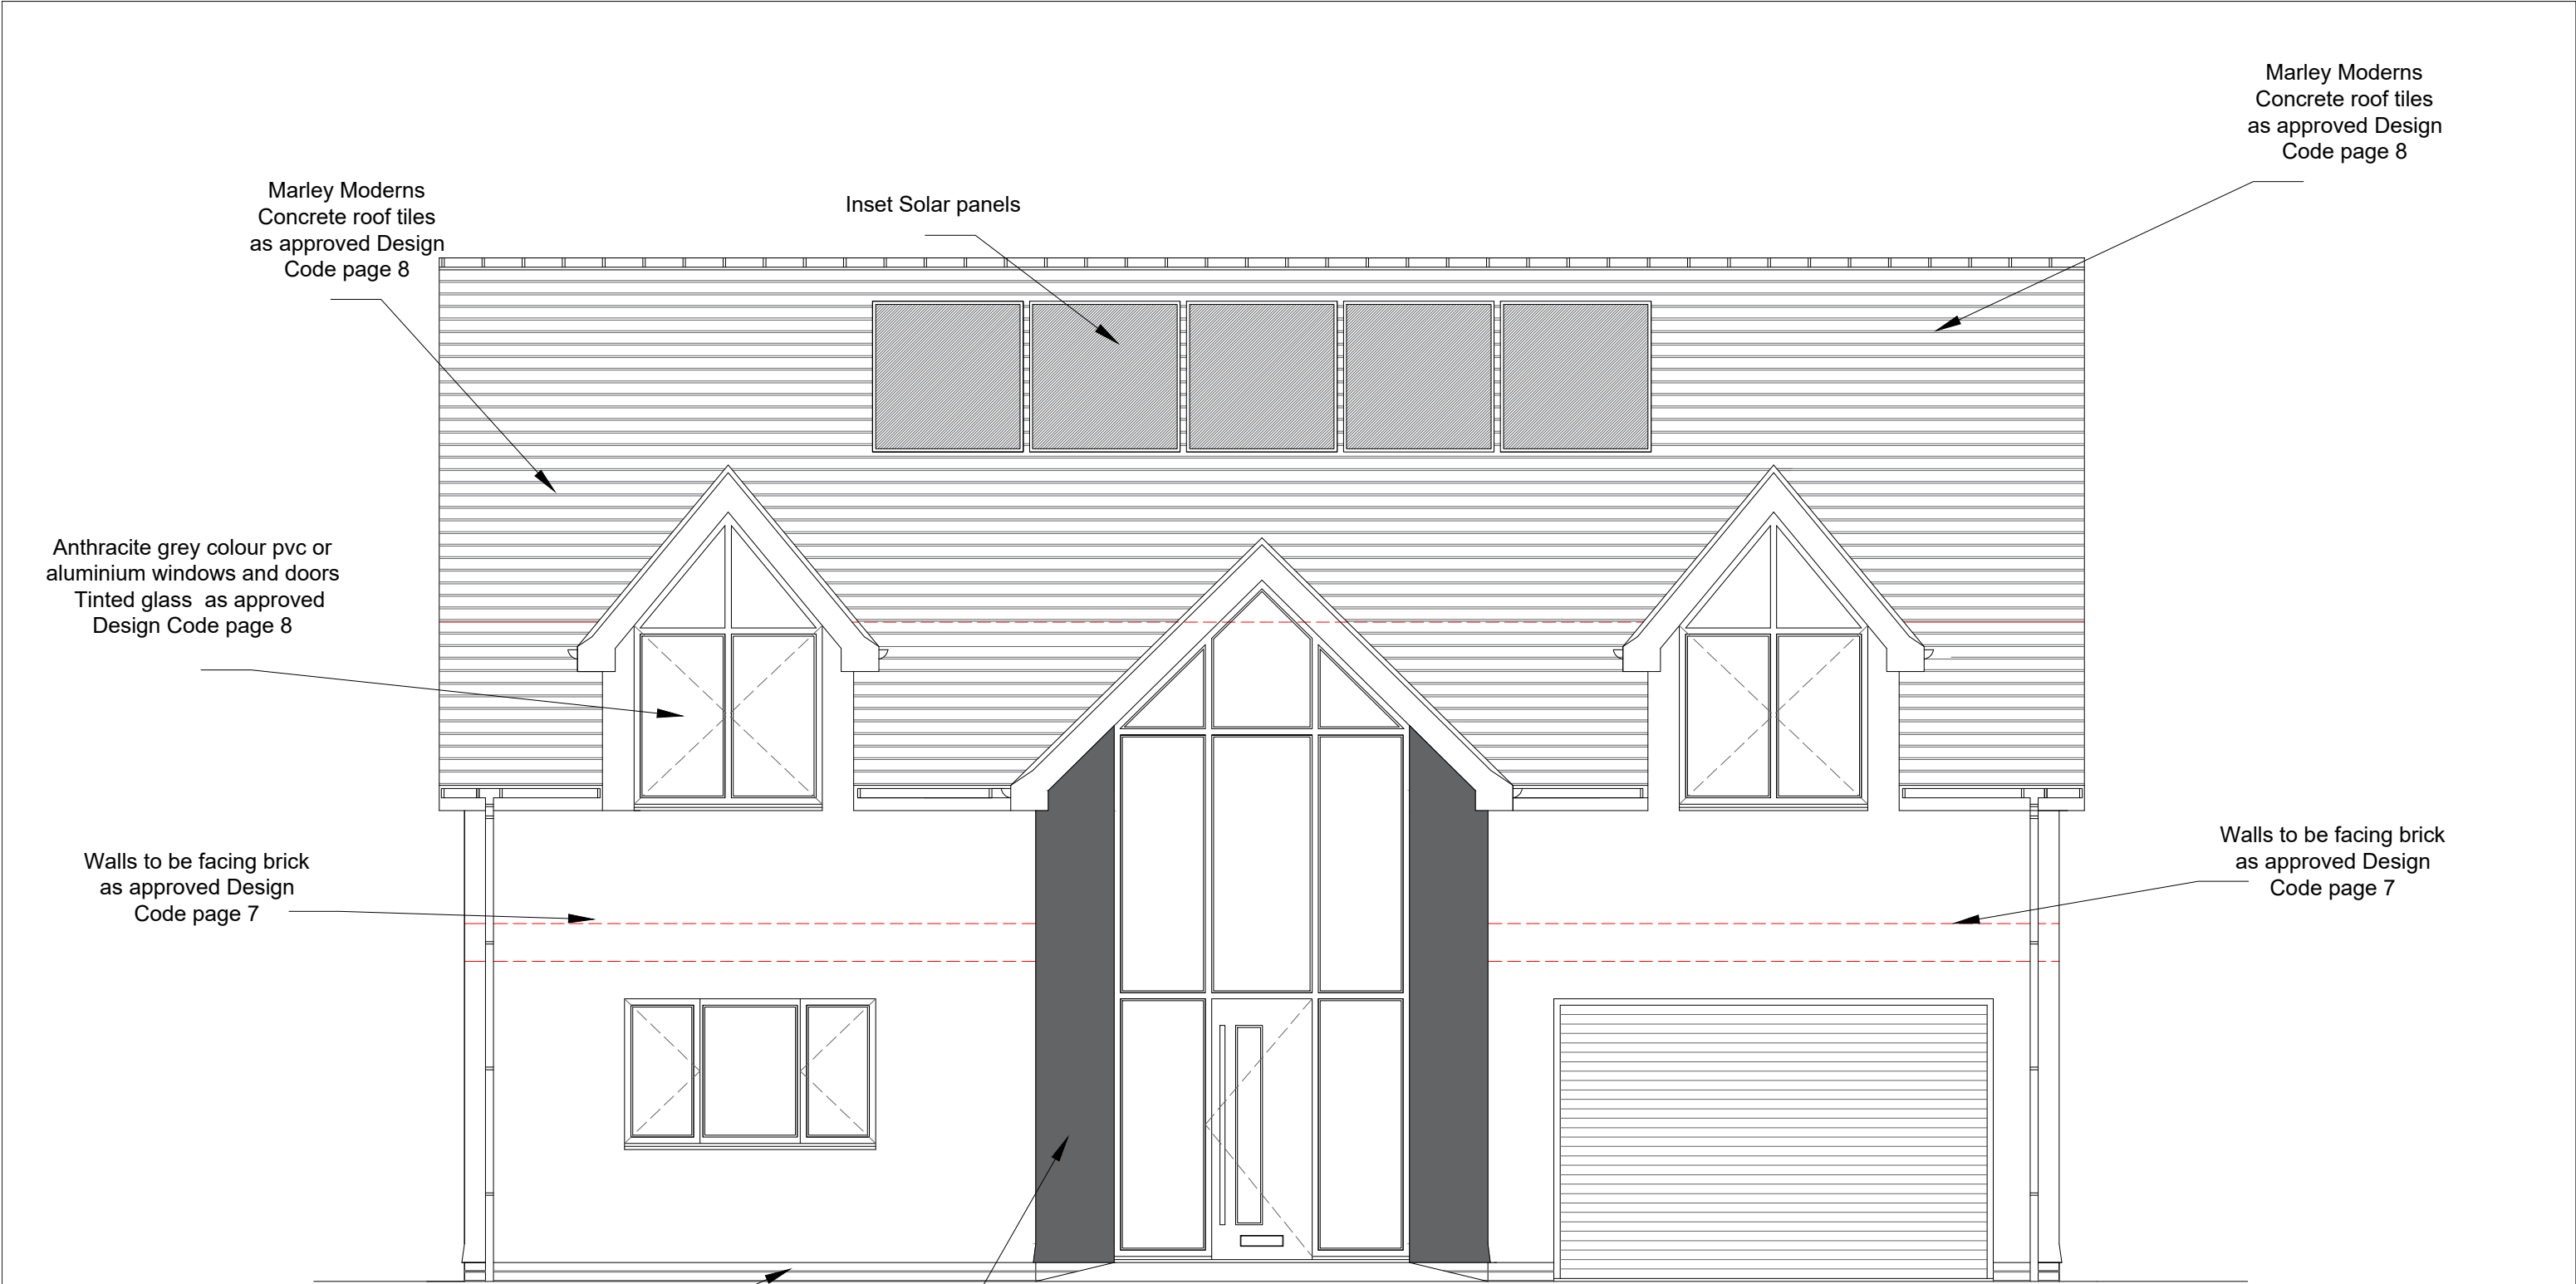 Marley Moderns
Concrete roof tiles
as approved Design
Code page 8
Marley Moderns
Concrete roof tiles
as approved Design
Code page 8
Inset Solar panels
Anthracite grey colour pvc or
aluminium windows and doors
Tinted glass  as approved
Design Code page 8
Walls to be facing brick
as approved Design
Code page 7
Walls to be facing brick
as approved Design
Code page 7